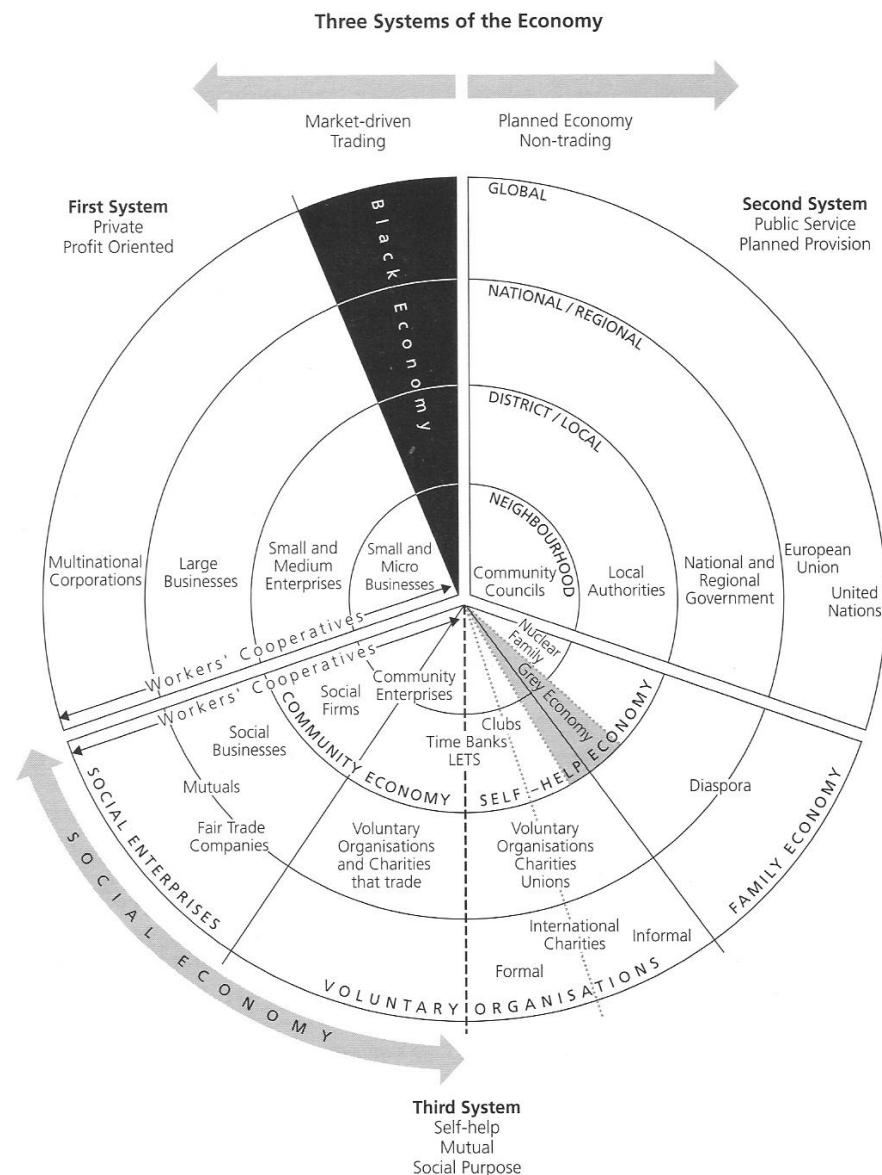 Three Systems of the Economy
Market-driven
Trading
Planned Economy
Non-trading
First System
Private
Profit Oriented
Second System
Public Service
Planned Provision
Black Economy
GLOBAL
NATIONAL / REGIONAL
DISTRICT / LOCAL
NEIGHBOURHOOD
Multinational
Corporations
Large
Businesses
Small and
Medium
Enterprises
Small and
Micro
Businesses
Community
Councils
Local
Authorities
National and
Regional
Government
European
Union
United
Nations
Workers' Cooperatives
Workers' Cooperatives
Nuclear
Family
Grey Economy
Community
Enterprises
Social
Firms
Social
Businesses
Mutuals
Fair Trade
Companies
Clubs
Time Banks
LETS
COMMUNITY ECONOMY
SELF-HELP ECONOMY
Diaspora
Voluntary
Organisations
and Charities
that trade
Voluntary
Organisations
Charities
Unions
International
Charities
Informal
Formal
SOCIAL ENTERPRISES
VOLUNTARY ORGANISATIONS
FAMILY ECONOMY
SOCIAL ECONOMY
Third System
Self-help
Mutual
Social Purpose